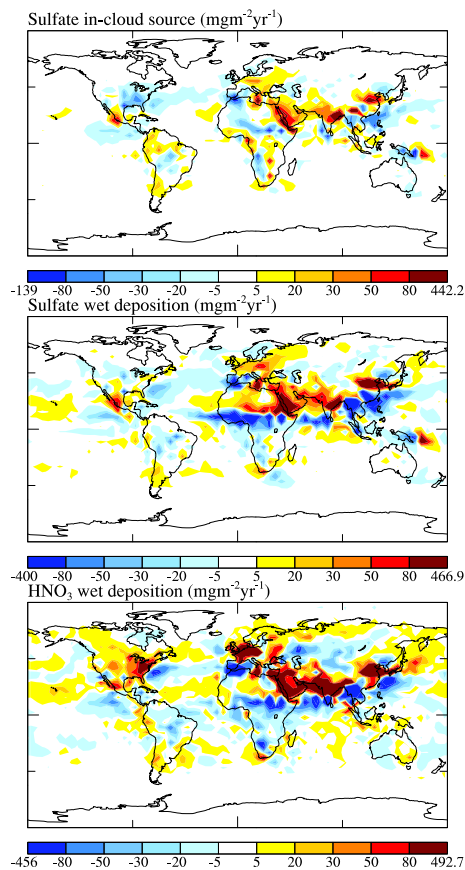 Sulfate in-cloud source (mgm-2yr-1)
-139 -80 -50 -30 -20 -5 5 20 30 50 80 442.2
Sulfate wet deposition (mgm-2yr-1)
-400 -80 -50 -30 -20 -5 5 20 30 50 80 466.9
HNO3 wet deposition (mgm-2yr-1)
-456 -80 -50 -30 -20 -5 5 20 30 50 80 492.7